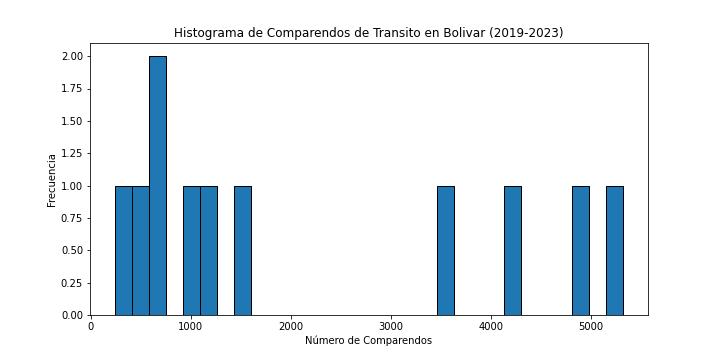 Histograma de Comparendos de Transito en Bolivar (2019-2023)
Frecuencia
2.00
1.75
1.50
1.25
1.00
0.75
0.50
0.25
0.00
0 1000 2000 3000 4000 5000
Número de Comparendos